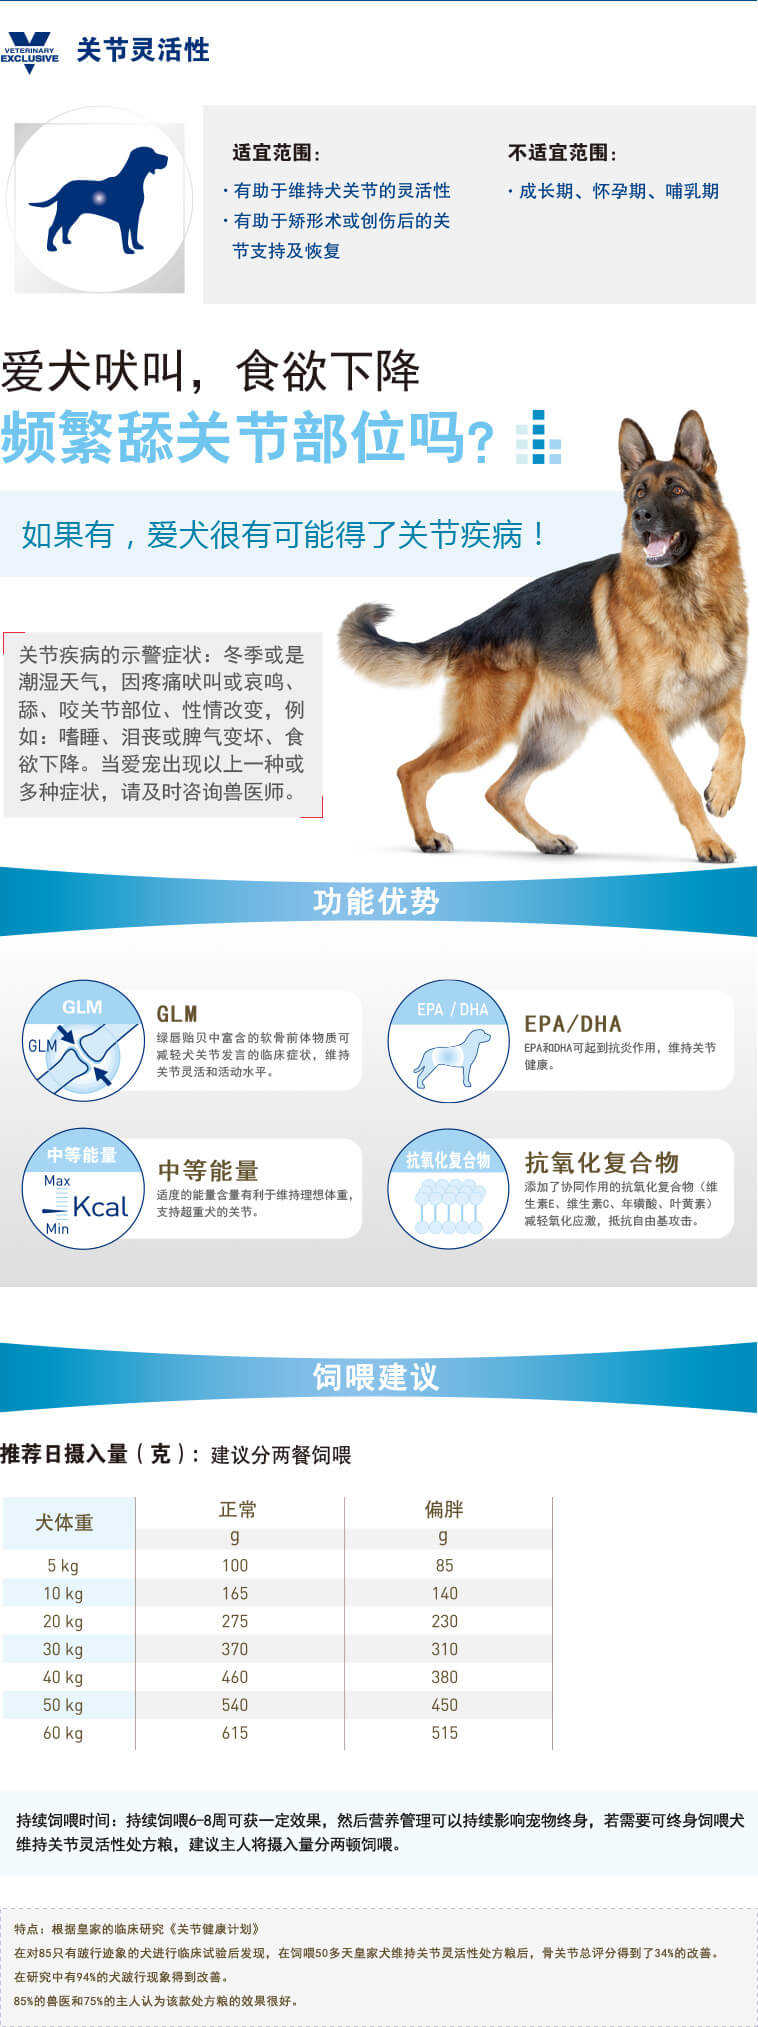 VETERINARY
EXCLUSIVE
关节灵活性
适宜范围：
·有助于维持犬关节的灵活性
·有助于矫形术或创伤后的关
节支持及恢复
不适宜范围：
·成长期、怀孕期、哺乳期
爱犬吠叫，食欲下降
频繁舔关节部位吗?
如果有，爱犬很有可能得了关节疾病！
关节疾病的示警症状：冬季或是
潮湿天气，因疼痛吠叫或哀鸣、
舔、咬关节部位、性情改变，例
如：嗜睡、沮丧或脾气变坏、食
欲下降。当爱宠出现以上一种或
多种症状，请及时咨询兽医师。
功能优势
GLM
GLM
GLM
绿唇贻贝中富含的软骨前体物质可
减轻犬关节发言的临床症状，维持
关节灵活和活动水平。
EPA / DHA
EPA/DHA
EPA和DHA可起到抗炎作用，维持关节
健康。
中等能量
Max
Kcal
Min
中等能量
适度的能量含量有利于维持理想体重，
支持超重犬的关节。
抗氧化复合物
抗氧化复合物
添加了协同作用的抗氧化复合物（维
生素E、维生素C、牛磺酸、叶黄素）
减轻氧化应激，抵抗自由基攻击。
饲喂建议
推荐日摄入量（克）：建议分两餐饲喂
犬体重 正常 偏胖
g g
5 kg 100 85
10 kg 165 140
20 kg 275 230
30 kg 370 310
40 kg 460 380
50 kg 540 450
60 kg 615 515
持续饲喂时间：持续饲喂6-8周可获一定效果，然后营养管理可以持续影响宠物终身，若需要可终身饲喂犬
维持关节灵活性处方粮，建议主人将摄入量分两顿饲喂。
特点：根据皇家的临床研究《关节健康计划》
在对85只有跛行迹象的犬进行临床试验后发现，在饲喂50多天皇家犬维持关节灵活性处方粮后，骨关节总评分得到了34%的改善。
在研究中有94%的犬跛行现象得到改善。
85%的兽医和75%的主人认为该款处方粮的效果很好。